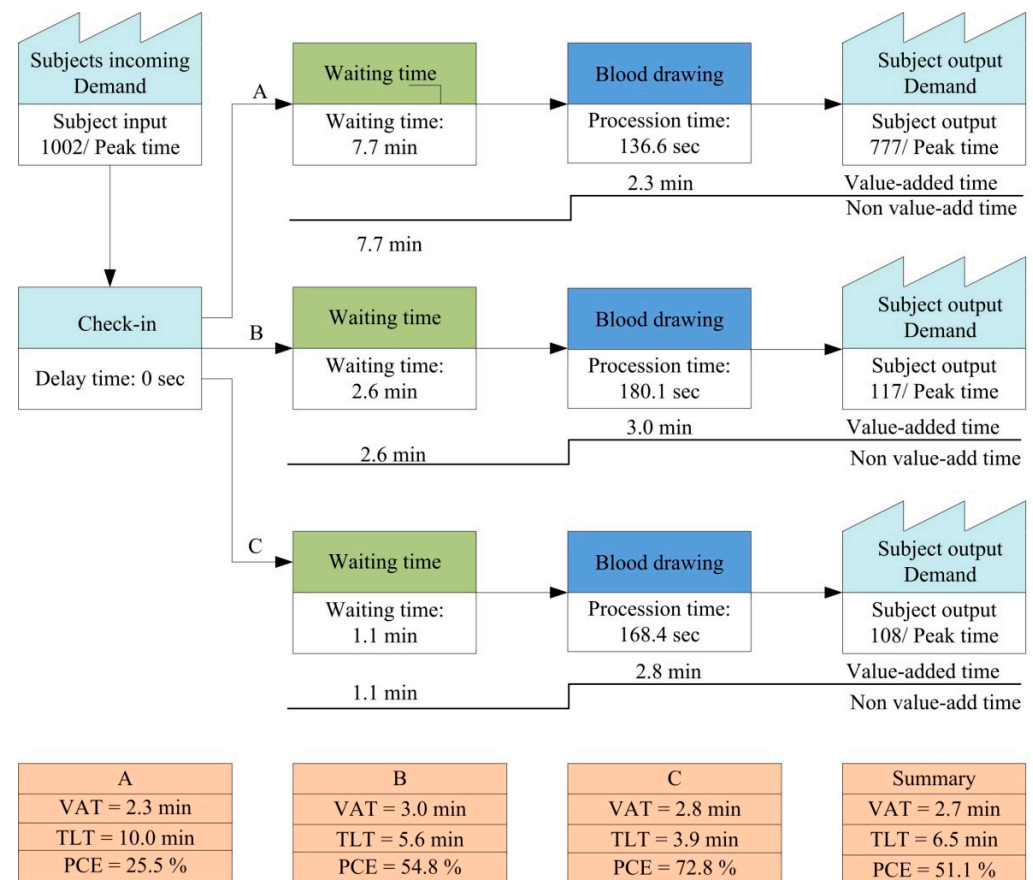 Subjects incoming
Demand
Subject input
1002/ Peak time
A
Waiting time
Waiting time:
7.7 min
Blood drawing
Procession time:
136.6 sec
Subject output
Demand
Subject output
777/ Peak time
2.3 min
Value-added time
Non value-add time
7.7 min
Check-in
Delay time: 0 sec
B
Waiting time
Waiting time:
2.6 min
Blood drawing
Procession time:
180.1 sec
Subject output
Demand
Subject output
117/ Peak time
3.0 min
Value-added time
2.6 min
Non value-add time
C
Waiting time
Waiting time:
1.1 min
Blood drawing
Procession time:
168.4 sec
Subject output
Demand
Subject output
108/ Peak time
2.8 min
Value-added time
1.1 min
Non value-add time
A
VAT = 2.3 min
TLT = 10.0 min
PCE = 25.5 %
B
VAT = 3.0 min
TLT = 5.6 min
PCE = 54.8 %
C
VAT = 2.8 min
TLT = 3.9 min
PCE = 72.8 %
Summary
VAT = 2.7 min
TLT = 6.5 min
PCE = 51.1 %